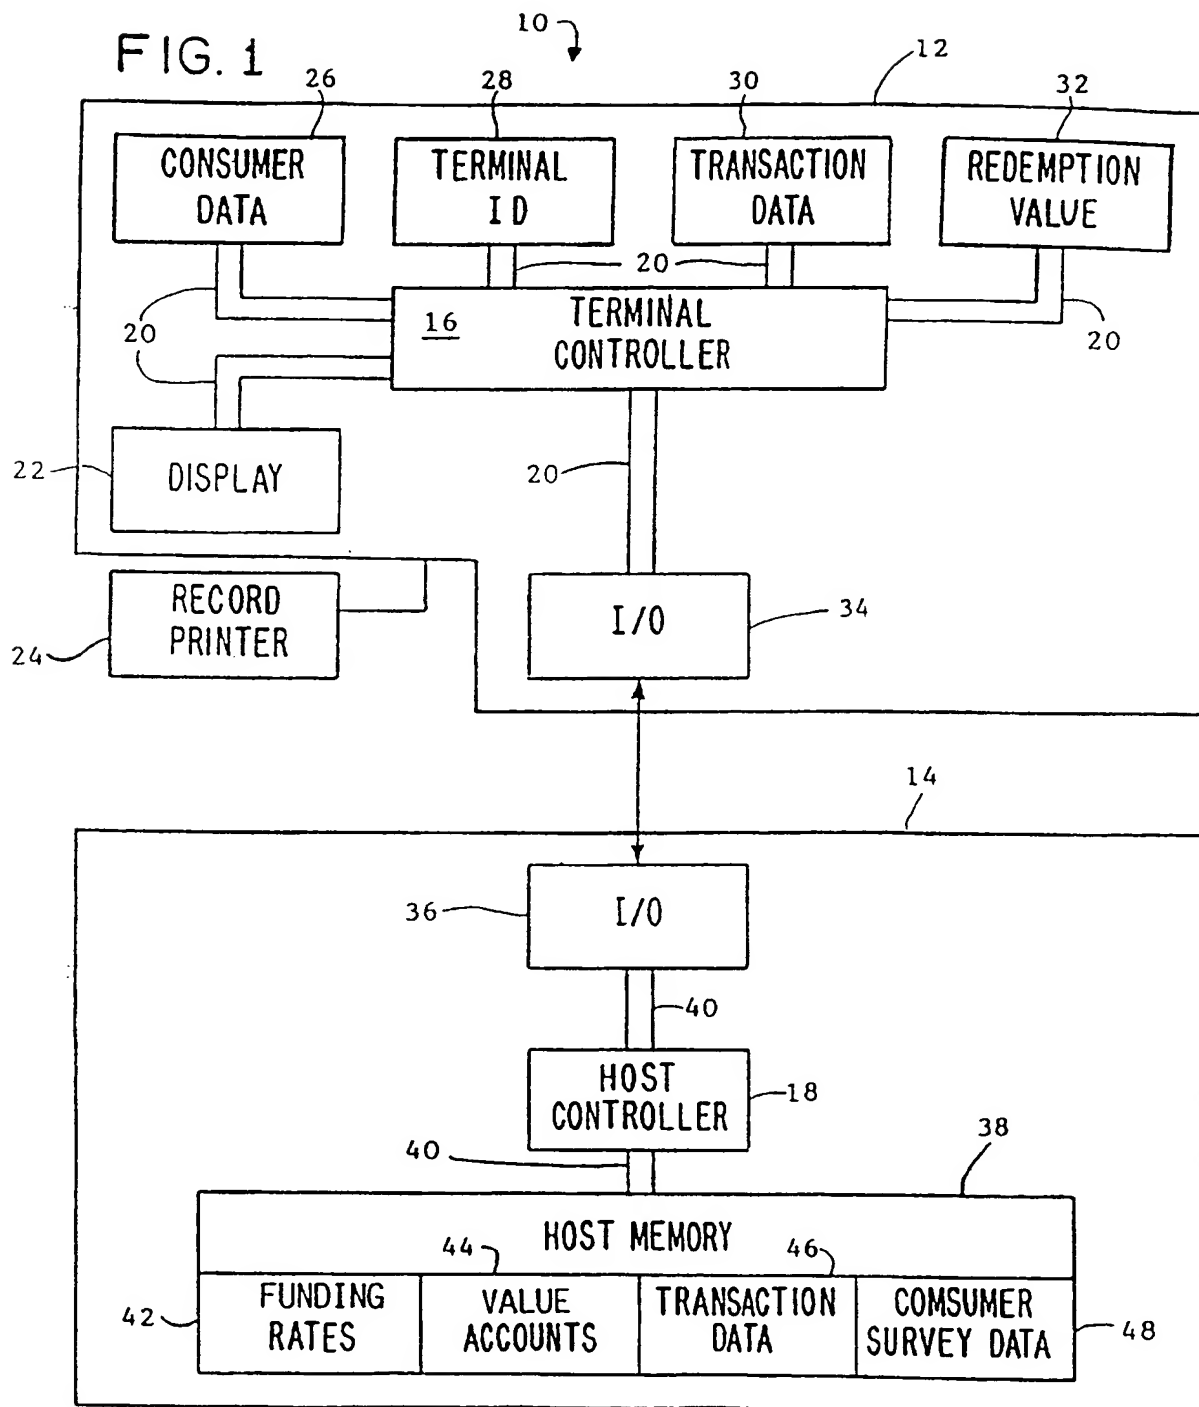 FIG. 1
10
12
26
28
30
32
CONSUMER
DATA
TERMINAL
ID
TRANSACTION
DATA
REDEMPTION
VALUE
20
20
20
16
TERMINAL
CONTROLLER
22
DISPLAY
20
24
RECORD
PRINTER
I/O
34
14
36
I/O
40
HOST
CONTROLLER
18
40
38
HOST MEMORY
44
46
42
FUNDING
RATES
VALUE
ACCOUNTS
TRANSACTION
DATA
COMSUMER
SURVEY DATA
48